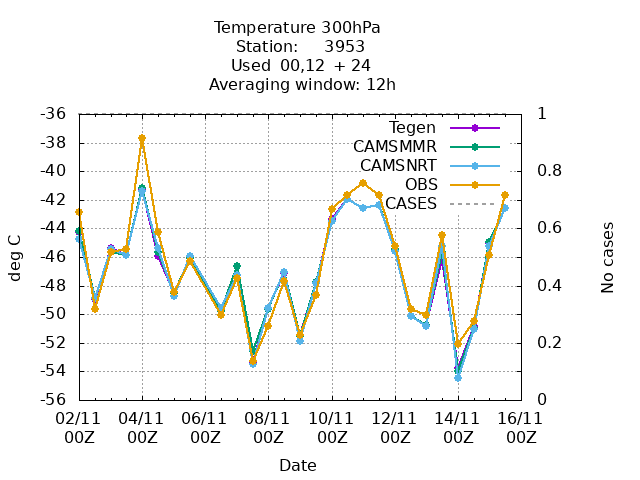 Temperature 300hPa
Station: 3953
Used 00,12 + 24
Averaging window: 12h
-36 1
Tegen
-38
CAMSMMR
-40 0.8
CAMSNRT
OBS
-42
CASES
-44 0.6
deg C
No cases
-46
-48 0.4
-50
-52 0.2
-54
-56 0
02/11 04/11 06/11 08/11 10/11 12/11 14/11 16/11
00Z 00Z 00Z 00Z 00Z 00Z 00Z 00Z
Date